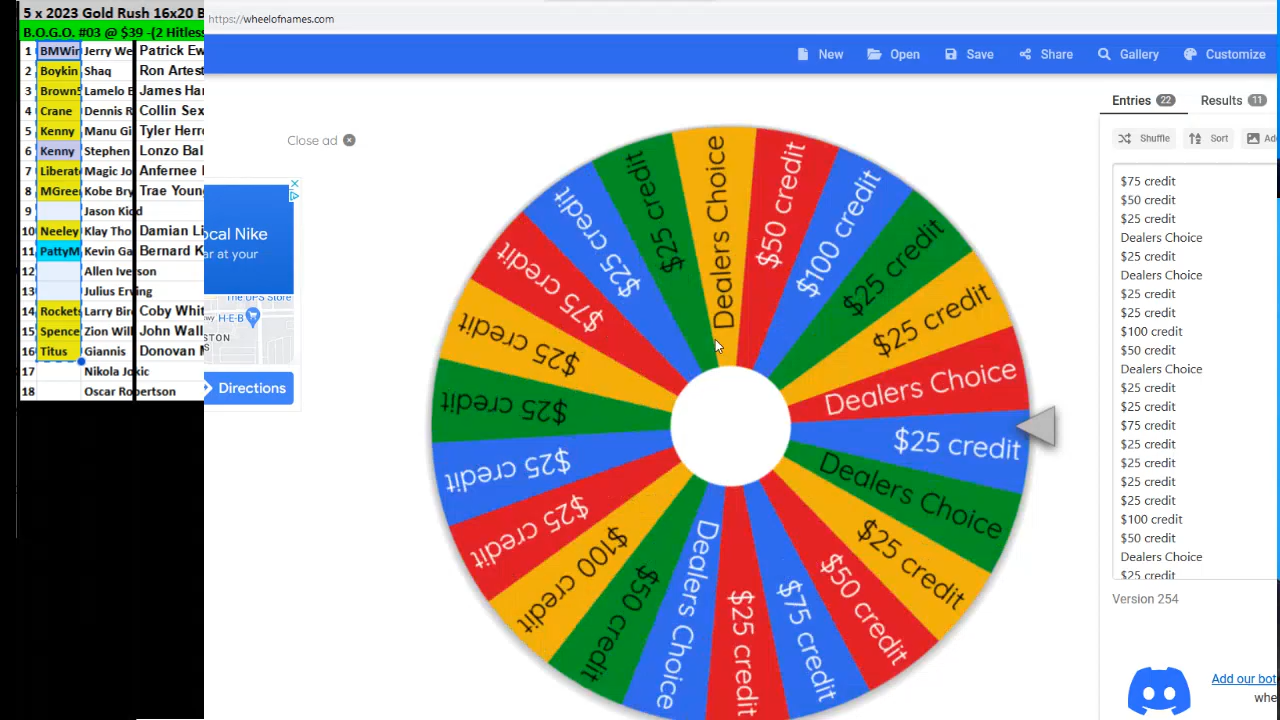 5 x 2023 Gold Rush 16x20 B
B.O.G.O. #03 @ $39 -(2 Hitless
1 BMWin Jerry We Patrick Ew
2 Boykin Shaq Ron Artest
3 Brown Lamelo B James Har
4 Crane Dennis R Collin Sex
5 Kenny Manu Gi Tyler Herro
6 Kenny Stephen Lonzo Bal
7 Liberat Magic Jo Anfernee
8 MGree Kobe Bry Trae Young
9 Jason Kidd
10 Neeley Klay Tho Damian Li
11 PattyM Kevin Ga Bernard K
12 Allen Iverson
13 Julius Erving
14 Rockets Larry Bir Coby Whit
15 Spence Zion Will John Wall
16 Titus Giannis Donovan M
17 Nikola Jokic
18 Oscar Robertson
https://wheelofnames.com
New Open Save Share Gallery Customize
Close ad
ocal Nike
ar at your
The UPS Store
H-E-B
STON
Directions
Dealers Choice
$50 credit
$100 credit
$25 credit
$25 credit
Dealers Choice
$25 credit
Dealers Choice
$25 credit
$50 credit
$75 credit
$25 credit
Dealers Choice
$50 credit
$100 credit
$25 credit
$25 credit
$25 credit
$25 credit
$75 credit
$25 credit
$25 credit
Entries 22 Results 11
Shuffle Sort Ad
$75 credit
$50 credit
$25 credit
Dealers Choice
$25 credit
Dealers Choice
$25 credit
$25 credit
$100 credit
$50 credit
Dealers Choice
$25 credit
$25 credit
$75 credit
$25 credit
$25 credit
$25 credit
$25 credit
$100 credit
$50 credit
Dealers Choice
$25 credit
Version 254
Add our bot
whe